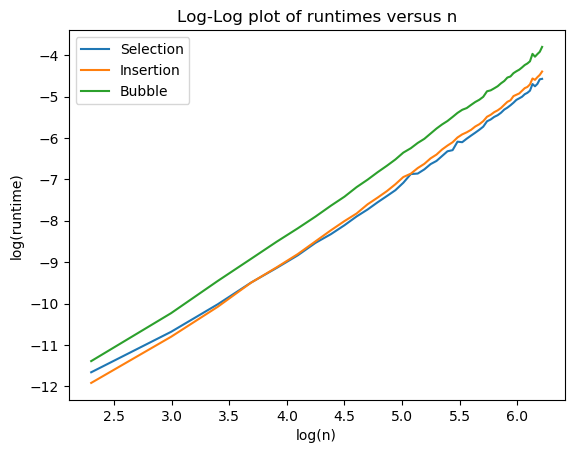 Log-Log plot of runtimes versus n
Selection
Insertion
Bubble
−4
−5
−6
−7
−8
−9
−10
−11
−12
log(runtime)
2.5 3.0 3.5 4.0 4.5 5.0 5.5 6.0
log(n)